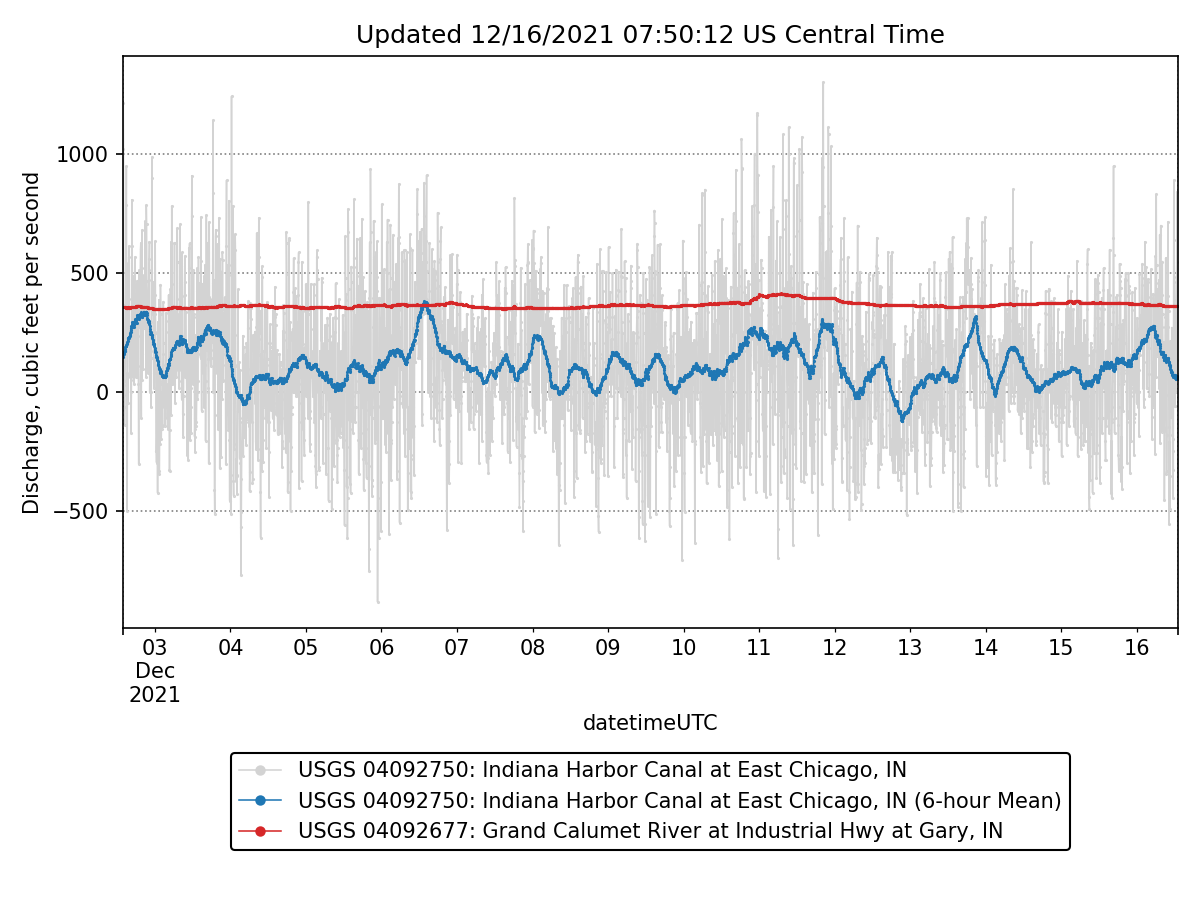 Updated 12/16/2021 07:50:12 US Central Time
Discharge, cubic feet per second
1000
500
0
−500
03 04 05 06 07 08 09 10 11 12 13 14 15 16
Dec
2021
datetimeUTC
USGS 04092750: Indiana Harbor Canal at East Chicago, IN
USGS 04092750: Indiana Harbor Canal at East Chicago, IN (6-hour Mean)
USGS 04092677: Grand Calumet River at Industrial Hwy at Gary, IN